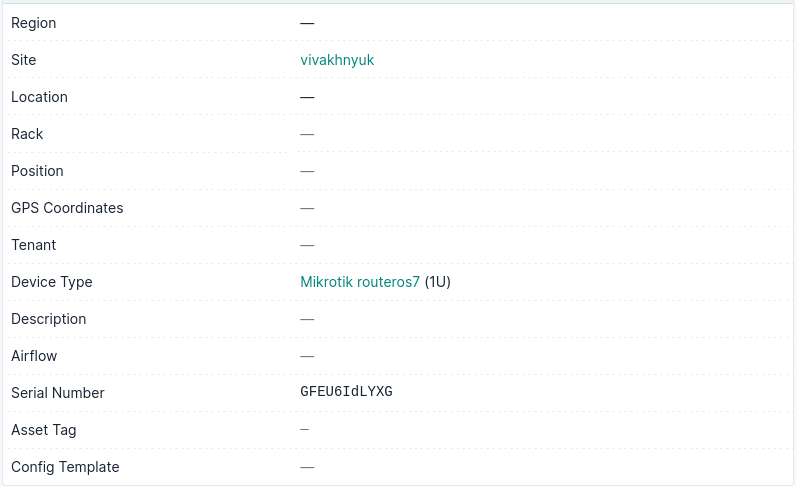 Region —
Site vivakhnyuk
Location —
Rack —
Position —
GPS Coordinates —
Tenant —
Device Type Mikrotik routeros7 (1U)
Description —
Airflow —
Serial Number GFEU6IdLYXG
Asset Tag —
Config Template —